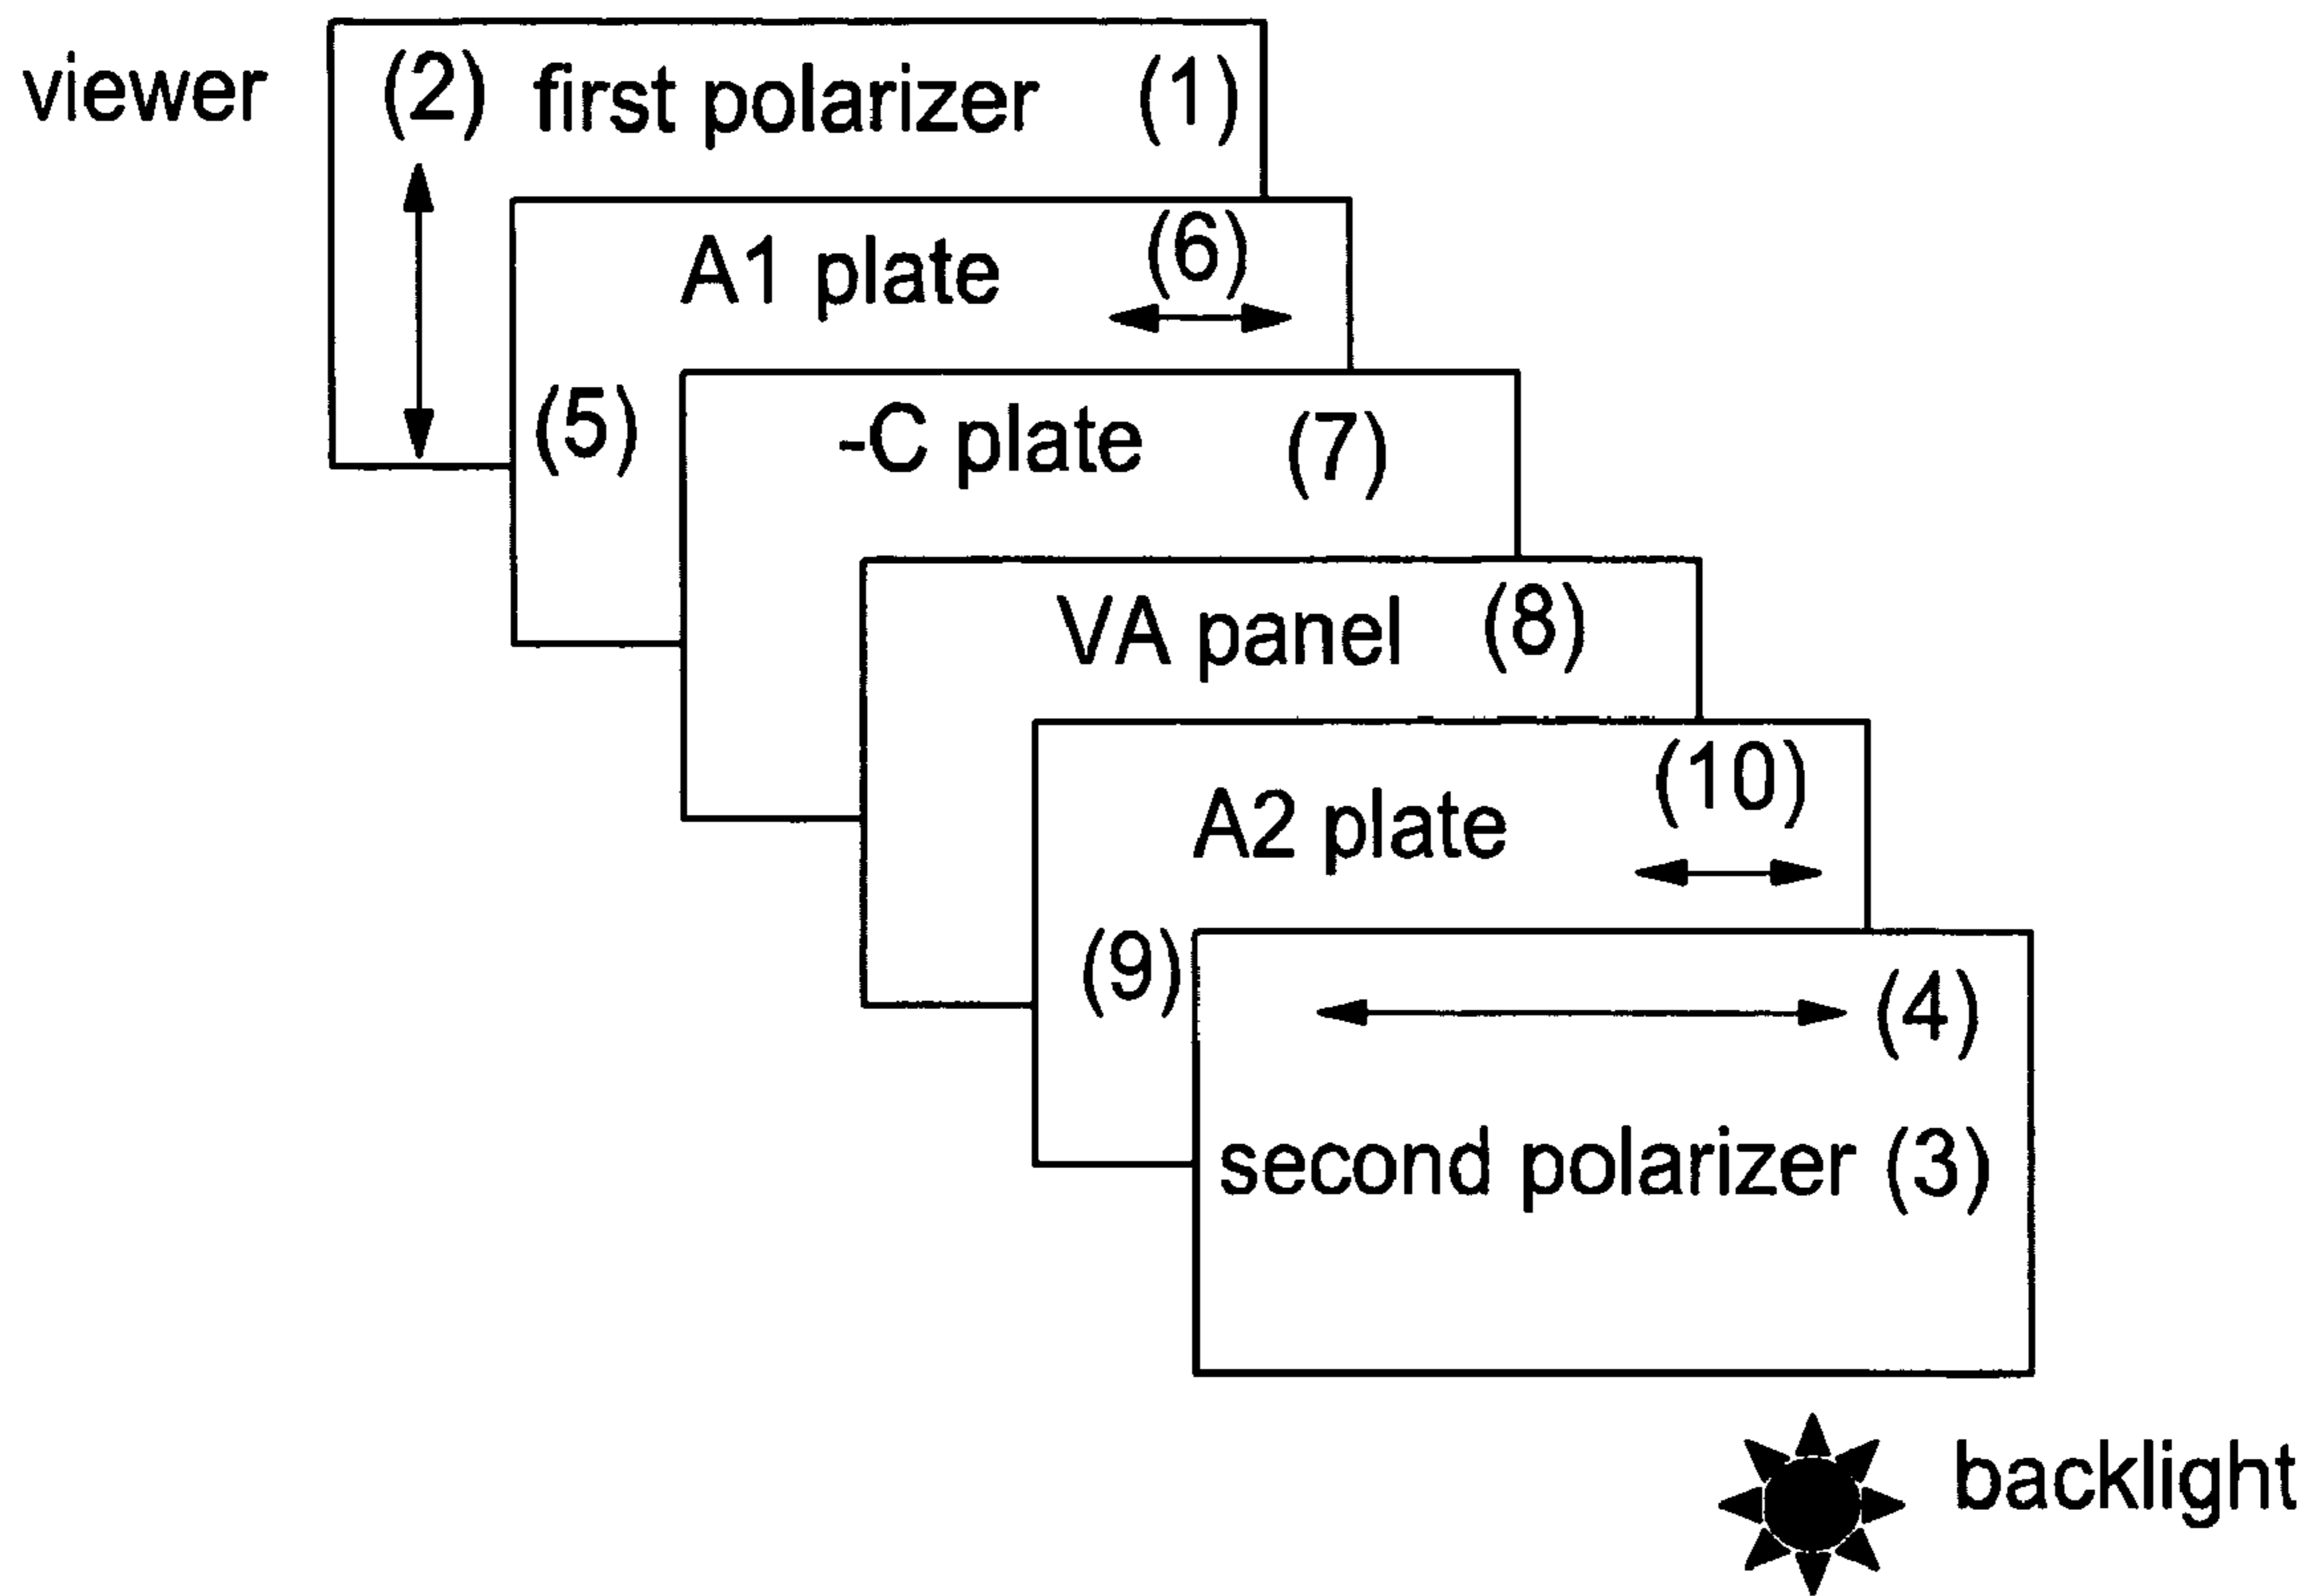 viewer
(2) first polarizer (1)
A1 plate (6)
(5)
-C plate (7)
VA panel (8)
A2 plate (10)
(9)
(4)
second polarizer (3)
backlight